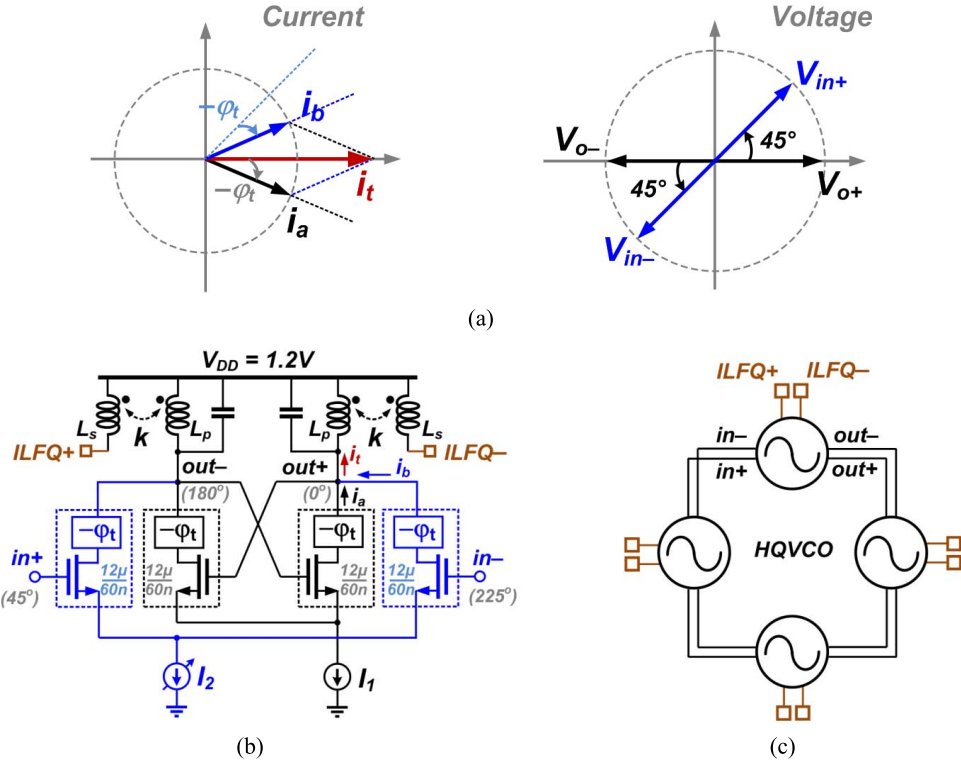 Current
Voltage
−φt
ib
−φt
it
ia
Vin+
45°
Vo−
45°
Vo+
Vin−
(a)
VDD = 1.2V
Ls
k
Lp
Lp
k
Ls
ILFQ+
ILFQ−
out−
out+
it
ib
(180°)
(0°)
ia
−φt
−φt
−φt
−φt
in+
12μ
60n
12μ
60n
12μ
60n
12μ
60n
in−
(45°)
(225°)
I2
I1
(b)
ILFQ+
ILFQ−
in−
out−
in+
out+
HQVCO
(c)